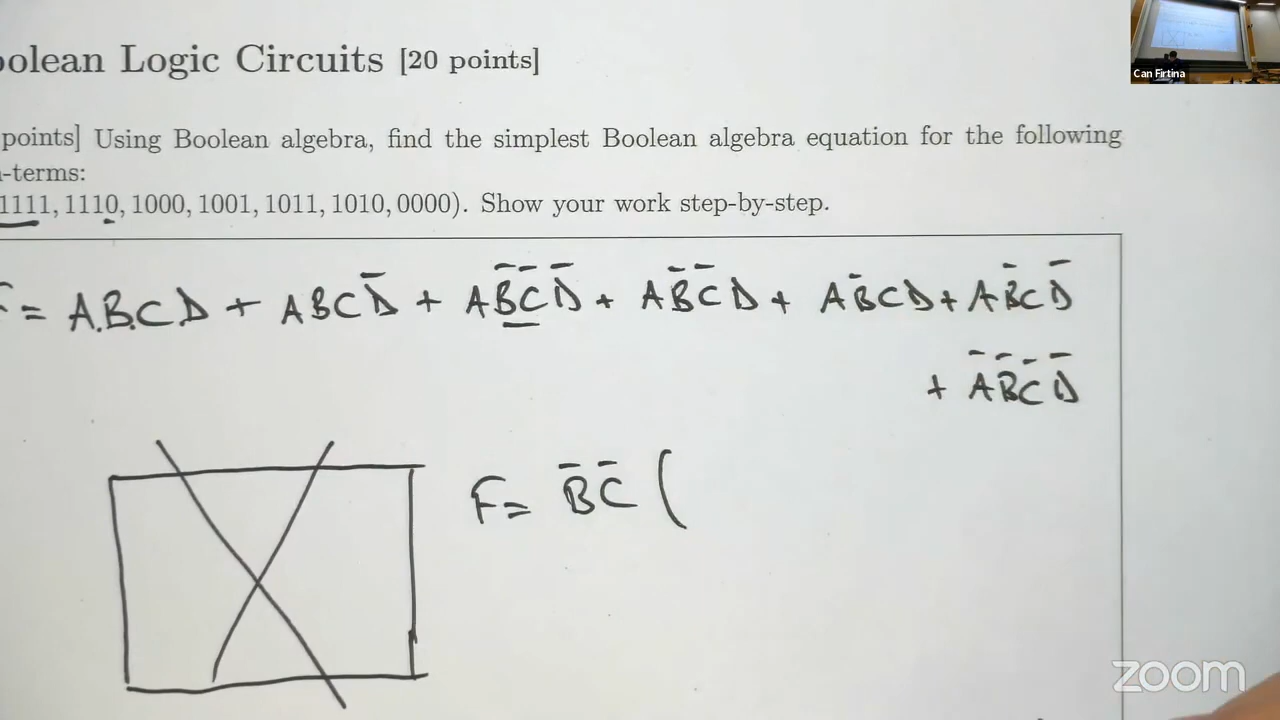 oolean Logic Circuits [20 points]
Can Firtina
points] Using Boolean algebra, find the simplest Boolean algebra equation for the following
-terms:
1111, 1110, 1000, 1001, 1011, 1010, 0000). Show your work step-by-step.
= A.B.C.D + ABCD̅ + AB̅C̅D̅ + AB̅C̅D + AB̅CD + AB̅CD̅
+ A̅B̅C̅D̅
F = B̅C̅ (
zoom